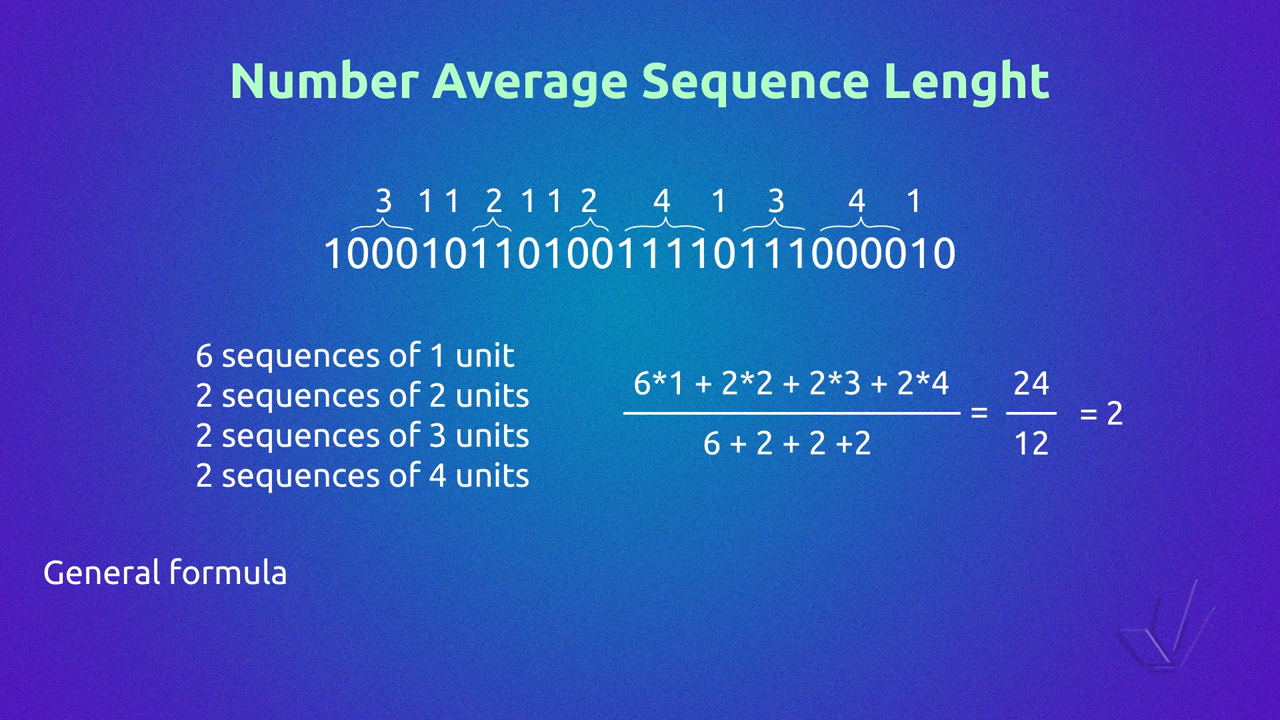 Number Average Sequence Lenght
3 1 1 2 1 1 2 4 1 3 4 1
10001011010011110111000010
6 sequences of 1 unit
2 sequences of 2 units
2 sequences of 3 units
2 sequences of 4 units
6*1 + 2*2 + 2*3 + 2*4
6 + 2 + 2 +2
=
24
12
= 2
General formula